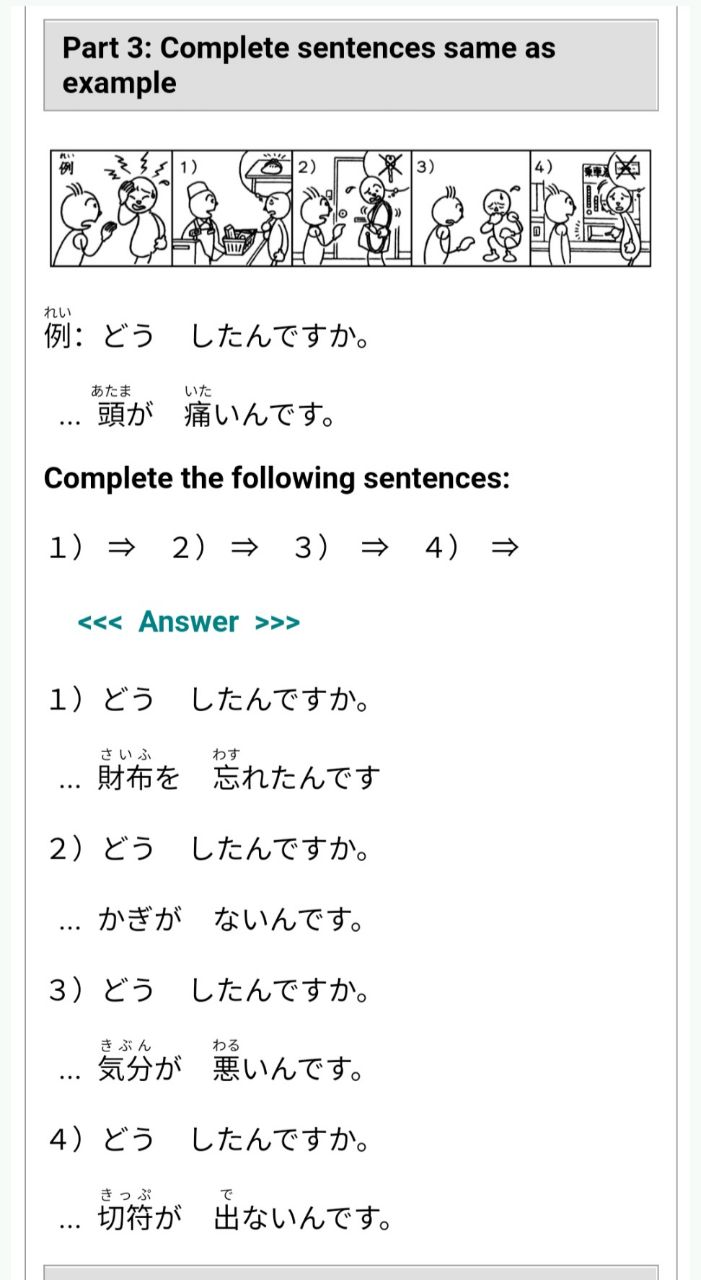 Part 3: Complete sentences same as
example
れい
例
1)
2)
3)
4)
れい
例: どう　したんですか。
あたま　いた
... 頭が　痛いんです。
Complete the following sentences:
1) ⇒　2) ⇒　3) ⇒　4) ⇒
<<< Answer >>>
1) どう　したんですか。
さいふ　わす
... 財布を　忘れたんです
2) どう　したんですか。
... かぎが　ないんです。
3) どう　したんですか。
きぶん　わる
... 気分が　悪いんです。
4) どう　したんですか。
きっぷ　で
... 切符が　出ないんです。